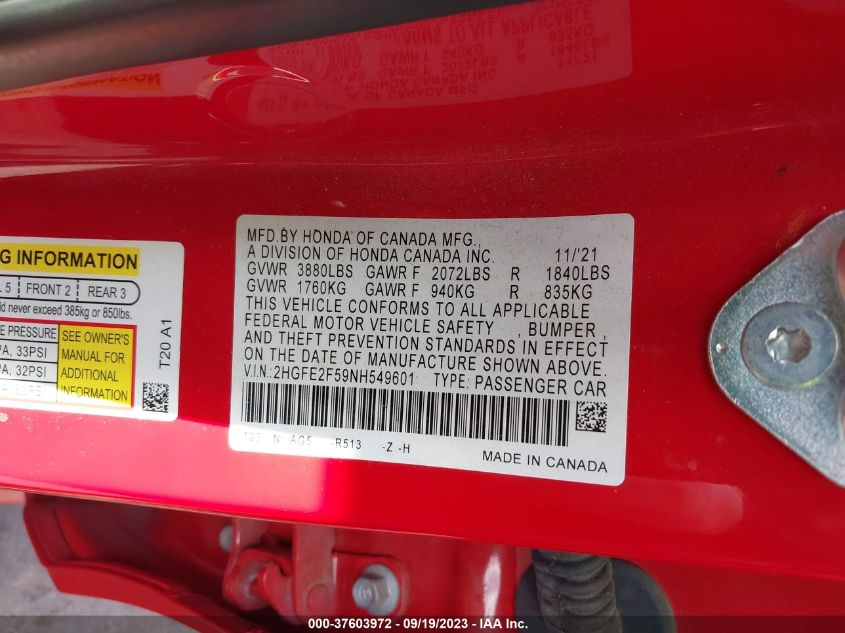 MFD.BY HONDA OF CANADA MFG.,
A DIVISION OF HONDA CANADA INC. 11/'21
GVWR 3880LBS GAWR F 2072LBS R 1840LBS
GVWR 1760KG GAWR F 940KG R 835KG
THIS VEHICLE CONFORMS TO ALL APPLICABLE
FEDERAL MOTOR VEHICLE SAFETY , BUMPER ,
AND THEFT PREVENTION STANDARDS IN EFFECT
ON THE DATE OF MANUFACTURE SHOWN ABOVE.
V.I.N.: 2HGFE2F59NH549601 TYPE: PASSENGER CAR
N AG5 -R513 -Z -H
MADE IN CANADA
G INFORMATION
5 FRONT 2 REAR 3
never exceed 385kg or 850lbs.
PRESSURE
33PSI
32PSI
SEE OWNER'S
MANUAL FOR
ADDITIONAL
INFORMATION
T20 A1
000-37603972 - 09/19/2023 - IAA Inc.